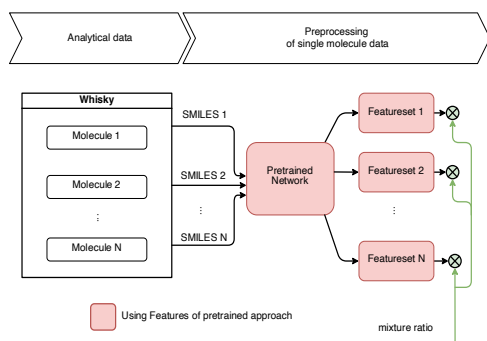 Analytical data
Preprocessing
of single molecule data
Whisky
Molecule 1
Molecule 2
⋮
Molecule N
SMILES 1
SMILES 2
⋮
SMILES N
Pretrained
Network
Featureset 1
Featureset 2
⋮
Featureset N
Using Features of pretrained approach
mixture ratio